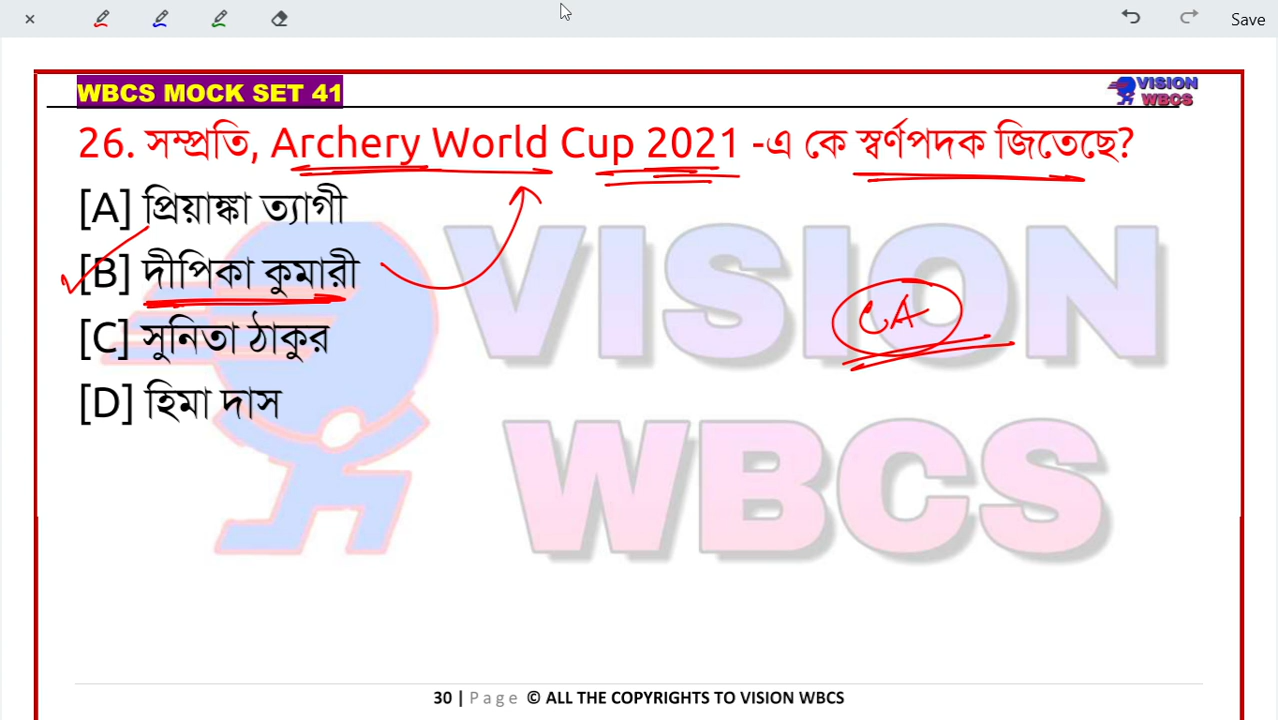 Save
WBCS MOCK SET 41
VISION
WBCS
26. সম্প্রতি, Archery World Cup 2021 -এ কে স্বর্ণপদক জিতেছে?
[A] প্রিয়াঙ্কা ত্যাগী
[B] দীপিকা কুমারী
[C] সুনিতা ঠাকুর
[D] হিমা দাস
CA
VISION
WBCS
30 | Page © ALL THE COPYRIGHTS TO VISION WBCS